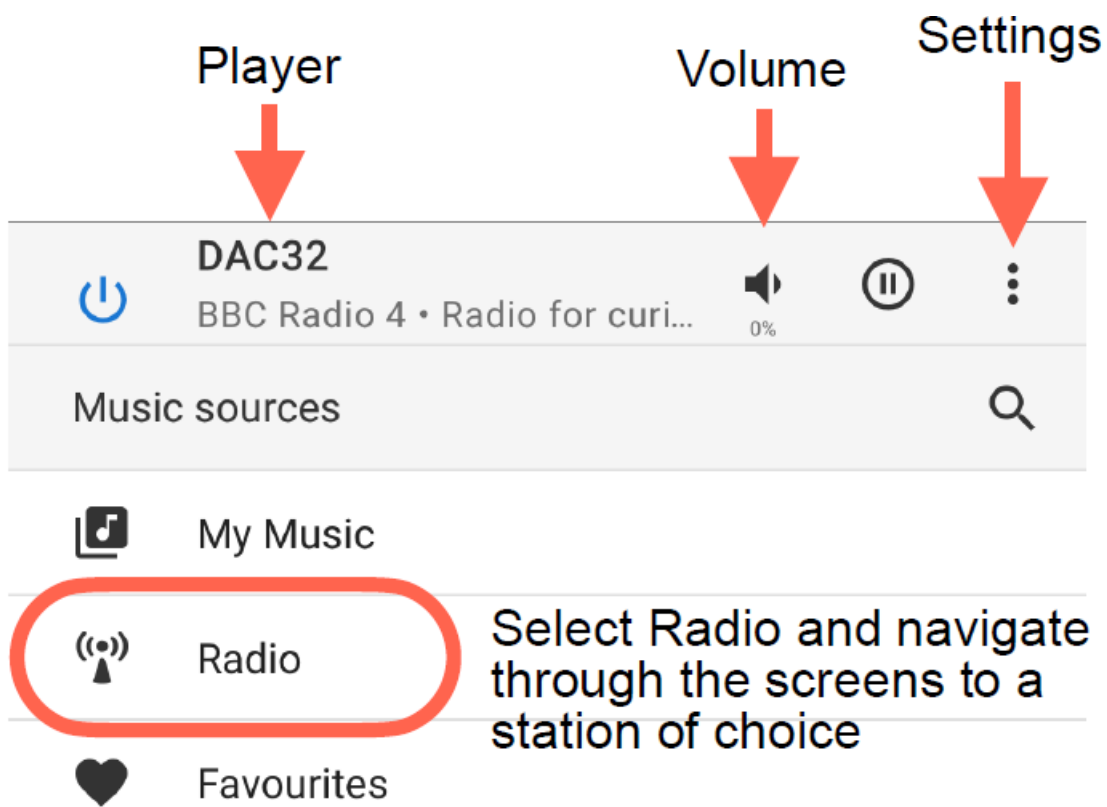 Player
Volume
Settings
DAC32
BBC Radio 4 • Radio for curi...
0%
Music sources
My Music
Radio
Select Radio and navigate
through the screens to a
station of choice
Favourites